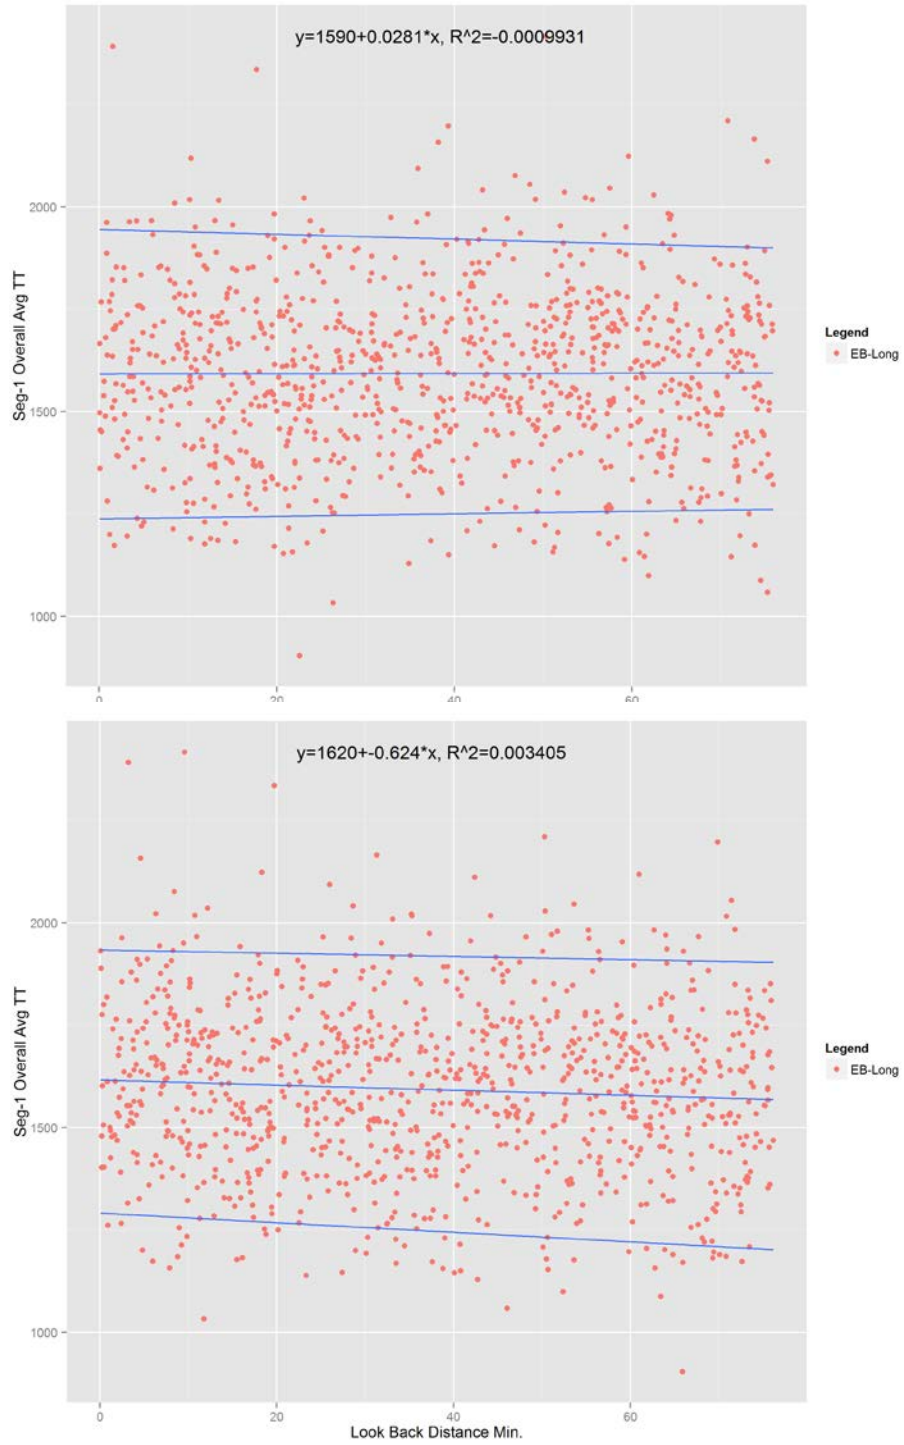 y=1590+0.0281*x, R^2=-0.0009931
2000
1500
1000
Seg-1 Overall Avg TT
0 20 40 60
Legend
EB-Long
y=1620+-0.624*x, R^2=0.003405
2000
1500
1000
Seg-1 Overall Avg TT
0 20 40 60
Look Back Distance Min.
Legend
EB-Long